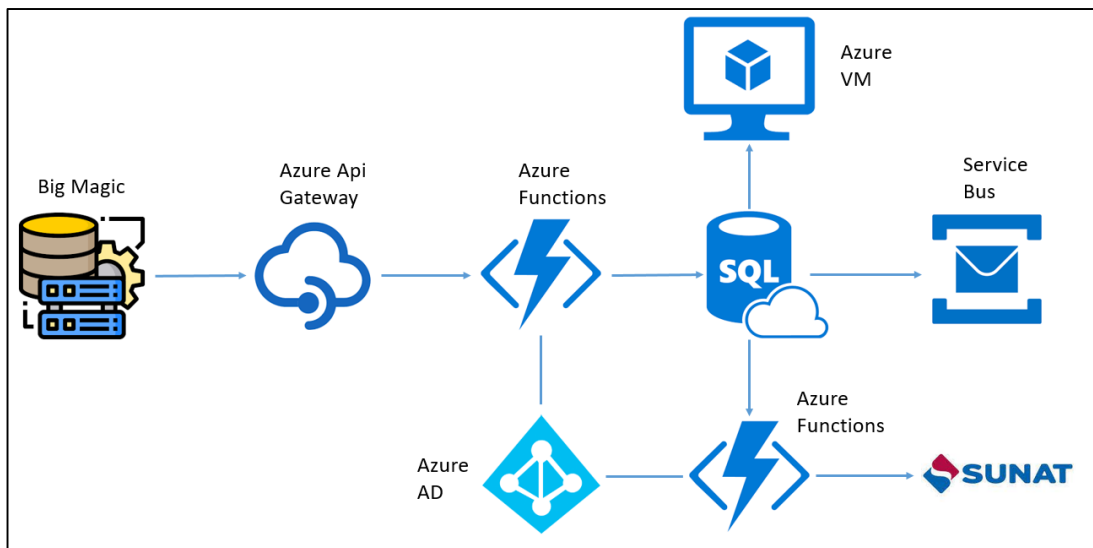 Azure
VM
Big Magic
Azure Api
Gateway
Azure
Functions
Service
Bus
SQL
Azure
Functions
Azure
AD
SUNAT